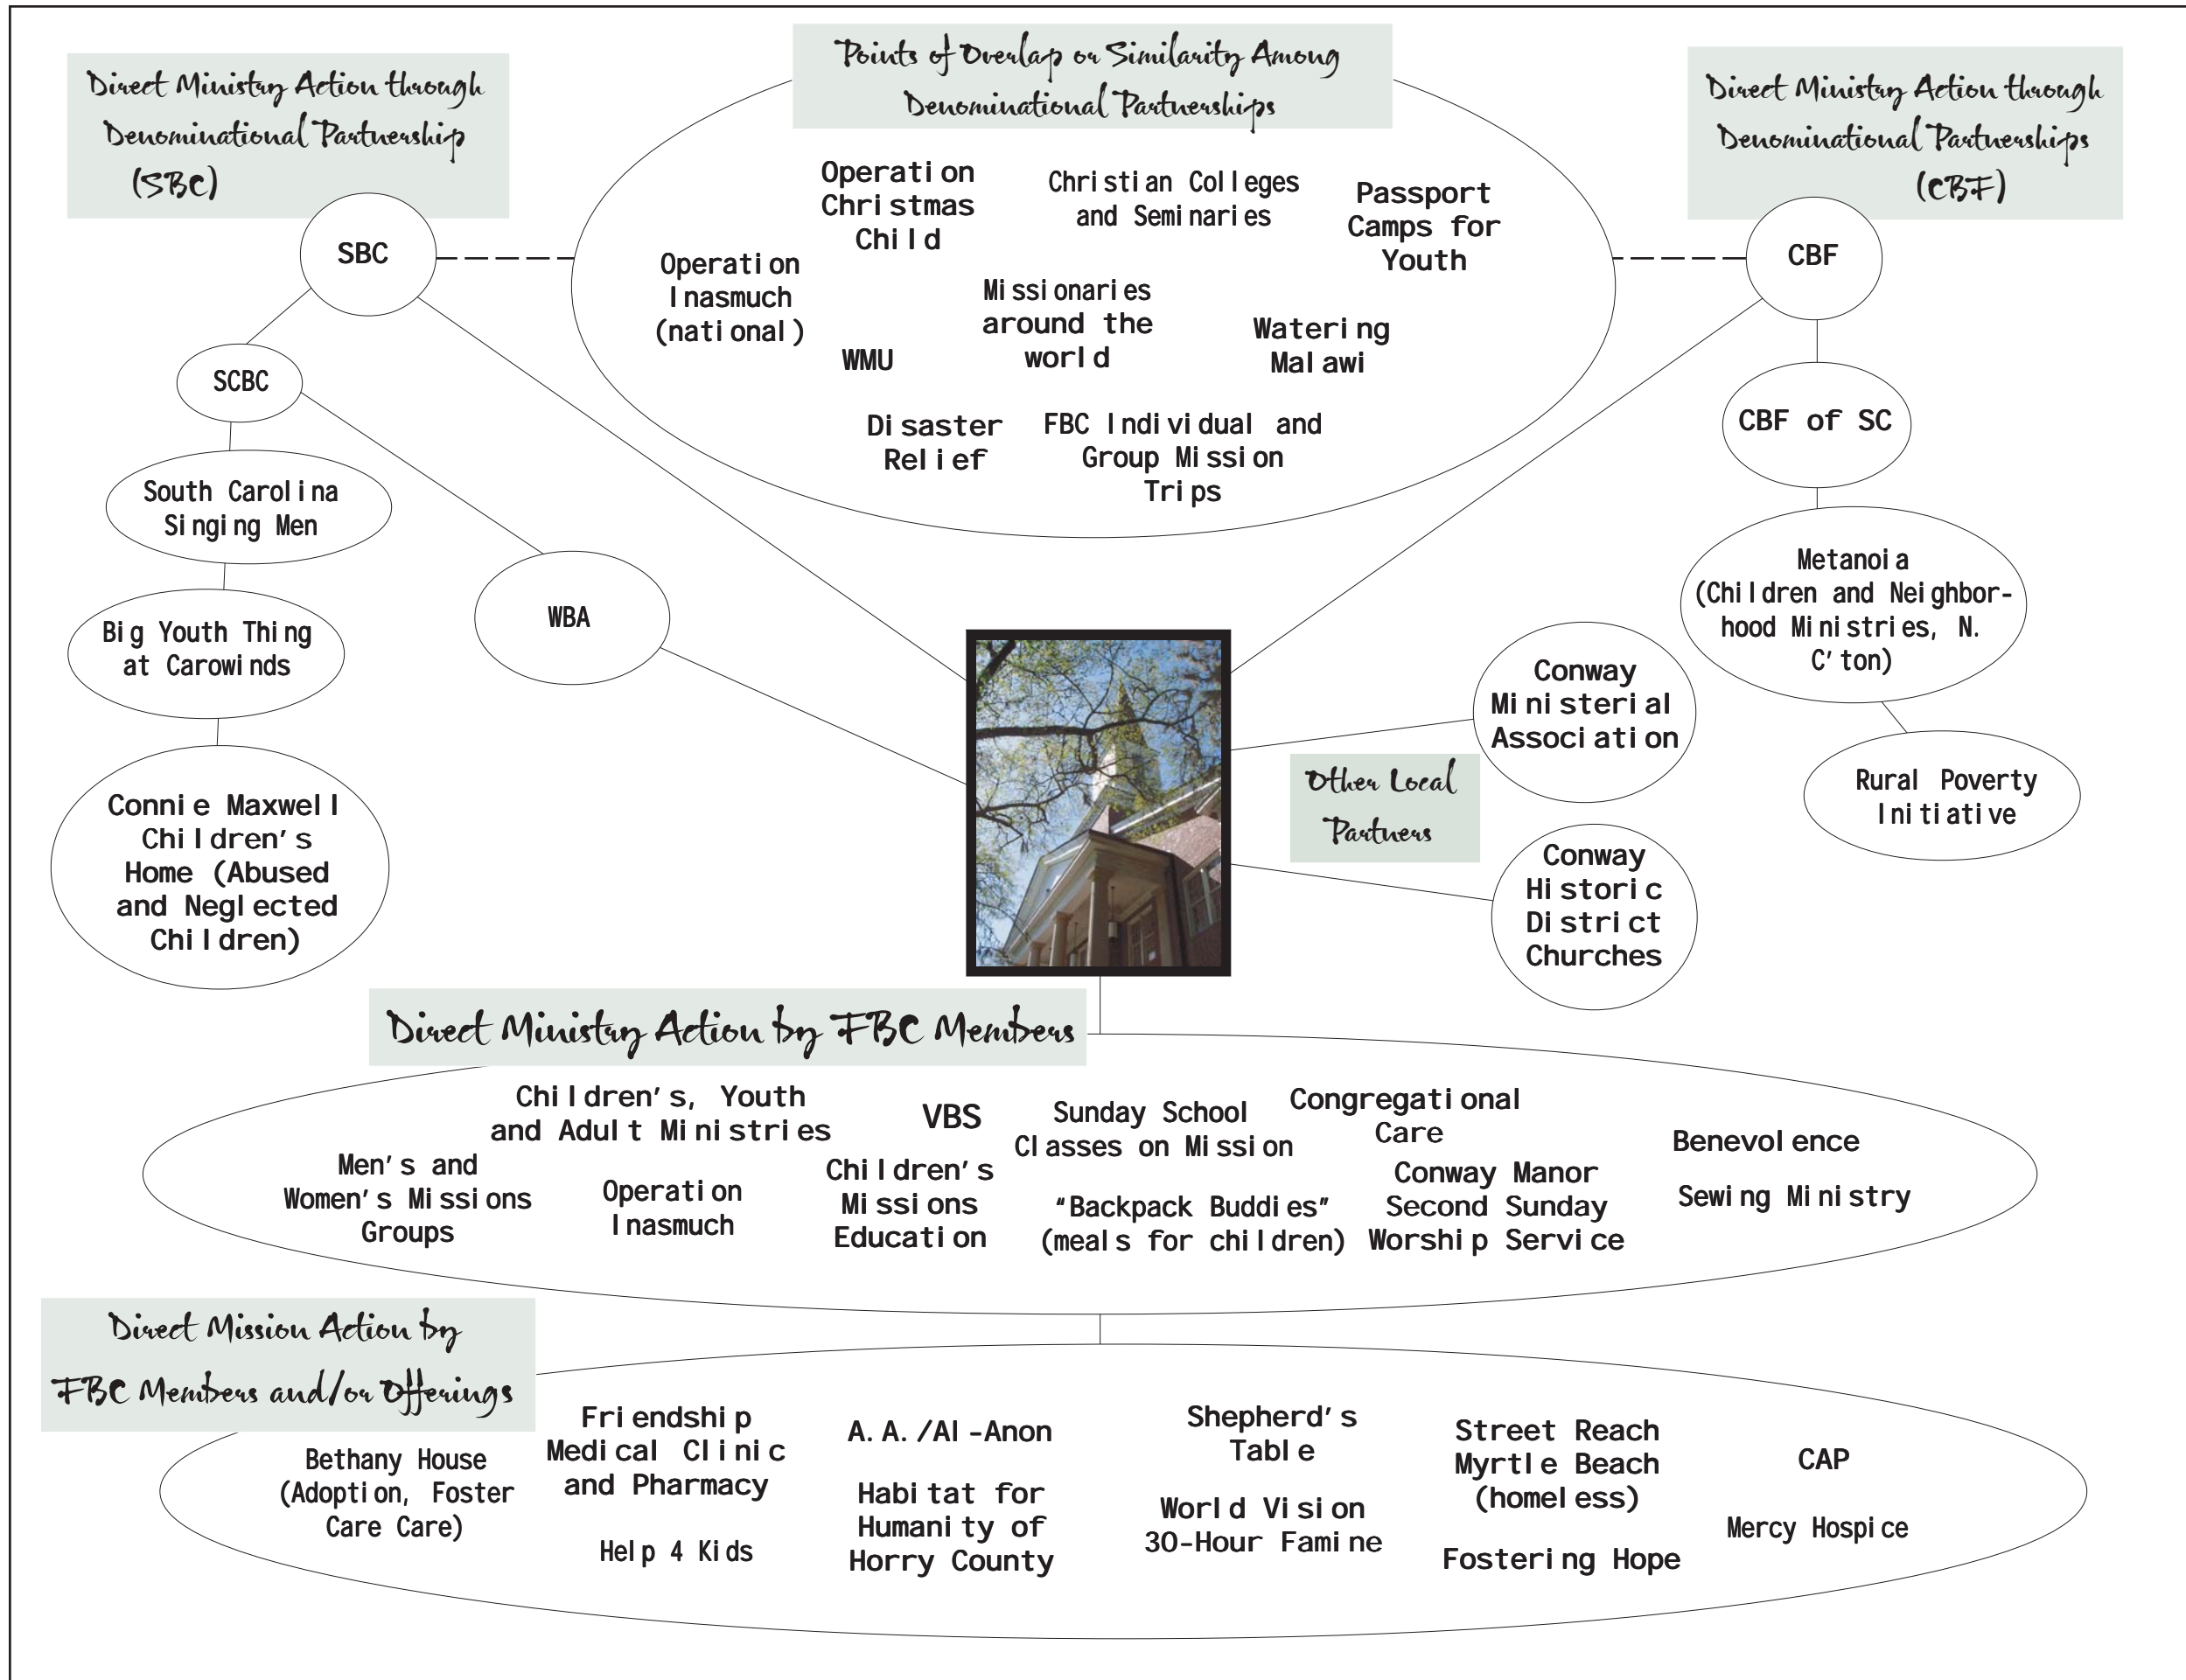 Direct Ministry Action through
Denominational Partnership
(SBC)
SBC
SCBC
South Carolina
Singing Men
Big Youth Thing
at Carowinds
Connie Maxwell
Children's
Home (Abused
and Neglected
Children)
WBA
Points of Overlap or Similarity Among
Denominational Partnerships
Operation
Christmas
Child
Christian Colleges
and Seminaries
Passport
Camps for
Youth
Operation
Inasmuch
(national)
Missionaries
around the
world
WMU
Watering
Malawi
Disaster
Relief
FBC Individual and
Group Mission
Trips
Direct Ministry Action through
Denominational Partnerships
(CBF)
CBF
CBF of SC
Metanoia
(Children and Neighbor-
hood Ministries, N.
C'ton)
Rural Poverty
Initiative
Conway
Ministerial
Association
Other Local
Partners
Conway
Historic
District
Churches
Direct Ministry Action by FBC Members
Children's, Youth
and Adult Ministries
VBS
Sunday School
Classes on Mission
Congregational
Care
Benevolence
Men's and
Women's Missions
Groups
Operation
Inasmuch
Children's
Missions
Education
"Backpack Buddies"
(meals for children)
Conway Manor
Second Sunday
Worship Service
Sewing Ministry
Direct Mission Action by
FBC Members and/or Offerings
Bethany House
(Adoption, Foster
Care Care)
Friendship
Medical Clinic
and Pharmacy
Help 4 Kids
A.A./Al-Anon
Habitat for
Humanity of
Horry County
Shepherd's
Table
World Vision
30-Hour Famine
Street Reach
Myrtle Beach
(homeless)
Fostering Hope
CAP
Mercy Hospice